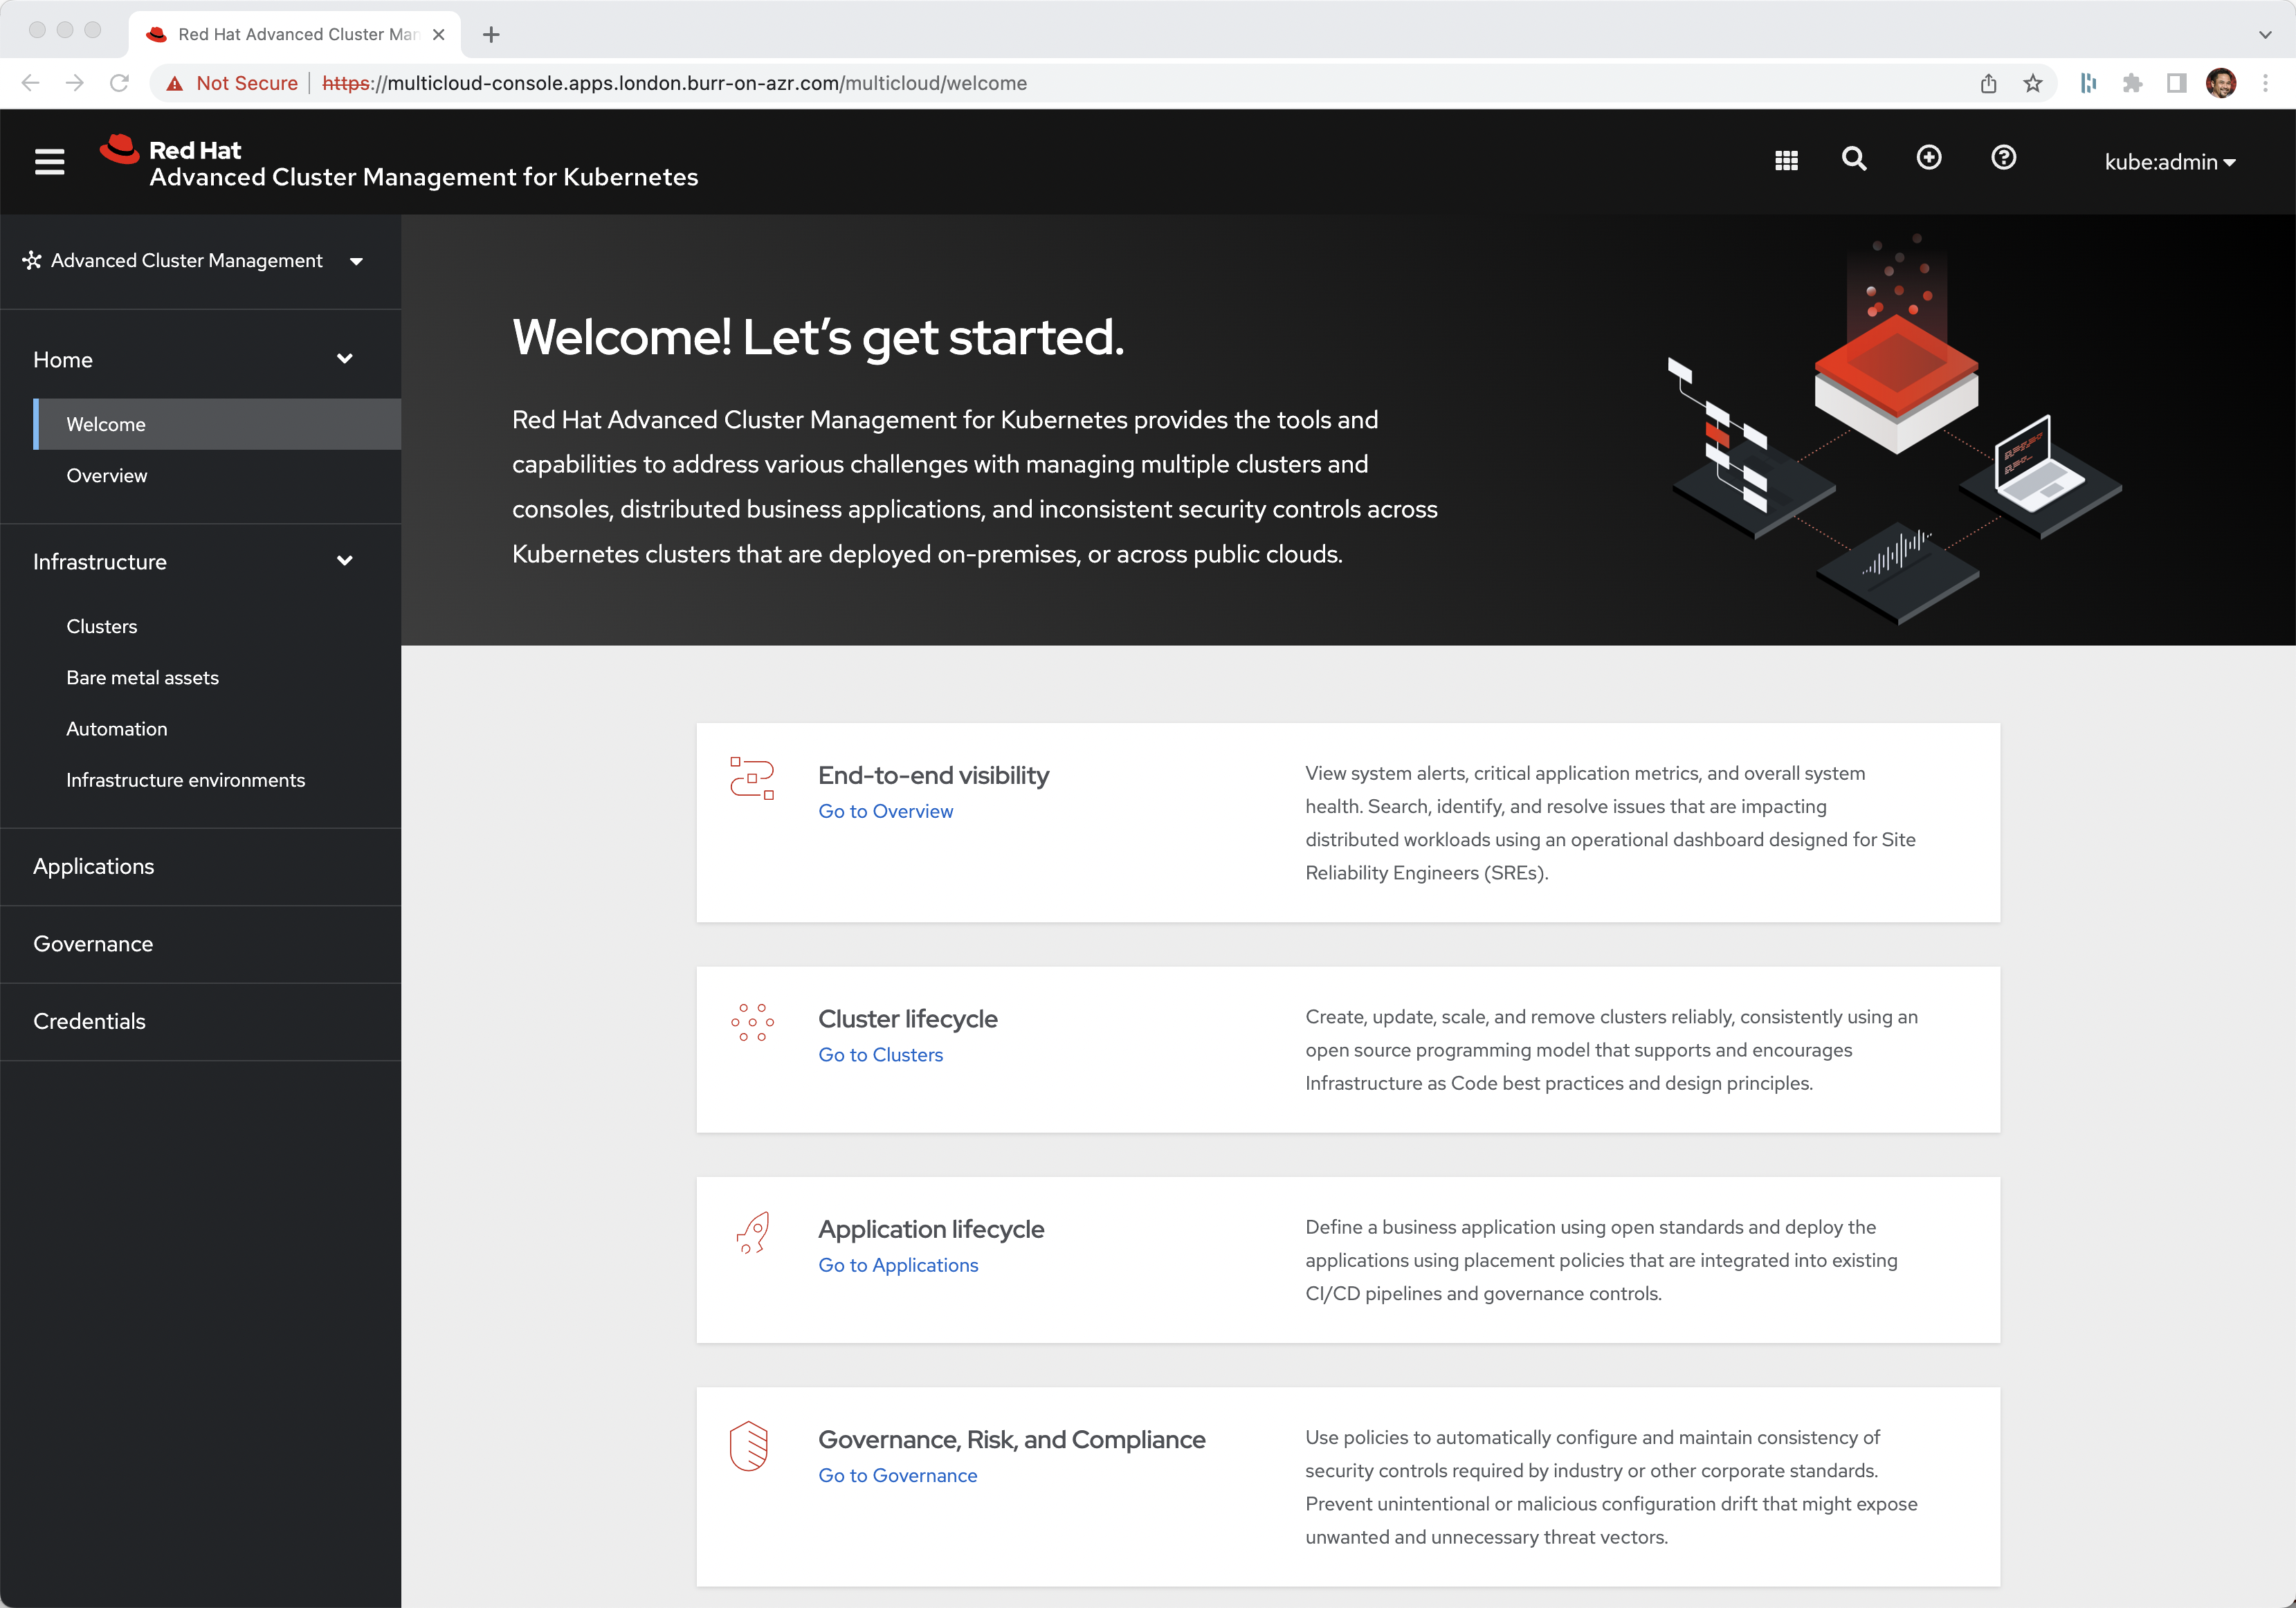 Red Hat Advanced Cluster Man
Not Secure
https://multicloud-console.apps.london.burr-on-azr.com/multicloud/welcome
Red Hat
Advanced Cluster Management for Kubernetes
kube:admin
Advanced Cluster Management
Home
Welcome
Overview
Infrastructure
Clusters
Bare metal assets
Automation
Infrastructure environments
Applications
Governance
Credentials
Welcome! Let’s get started.
Red Hat Advanced Cluster Management for Kubernetes provides the tools and
capabilities to address various challenges with managing multiple clusters and
consoles, distributed business applications, and inconsistent security controls across
Kubernetes clusters that are deployed on-premises, or across public clouds.
End-to-end visibility
Go to Overview
View system alerts, critical application metrics, and overall system
health. Search, identify, and resolve issues that are impacting
distributed workloads using an operational dashboard designed for Site
Reliability Engineers (SREs).
Cluster lifecycle
Go to Clusters
Create, update, scale, and remove clusters reliably, consistently using an
open source programming model that supports and encourages
Infrastructure as Code best practices and design principles.
Application lifecycle
Go to Applications
Define a business application using open standards and deploy the
applications using placement policies that are integrated into existing
CI/CD pipelines and governance controls.
Governance, Risk, and Compliance
Go to Governance
Use policies to automatically configure and maintain consistency of
security controls required by industry or other corporate standards.
Prevent unintentional or malicious configuration drift that might expose
unwanted and unnecessary threat vectors.